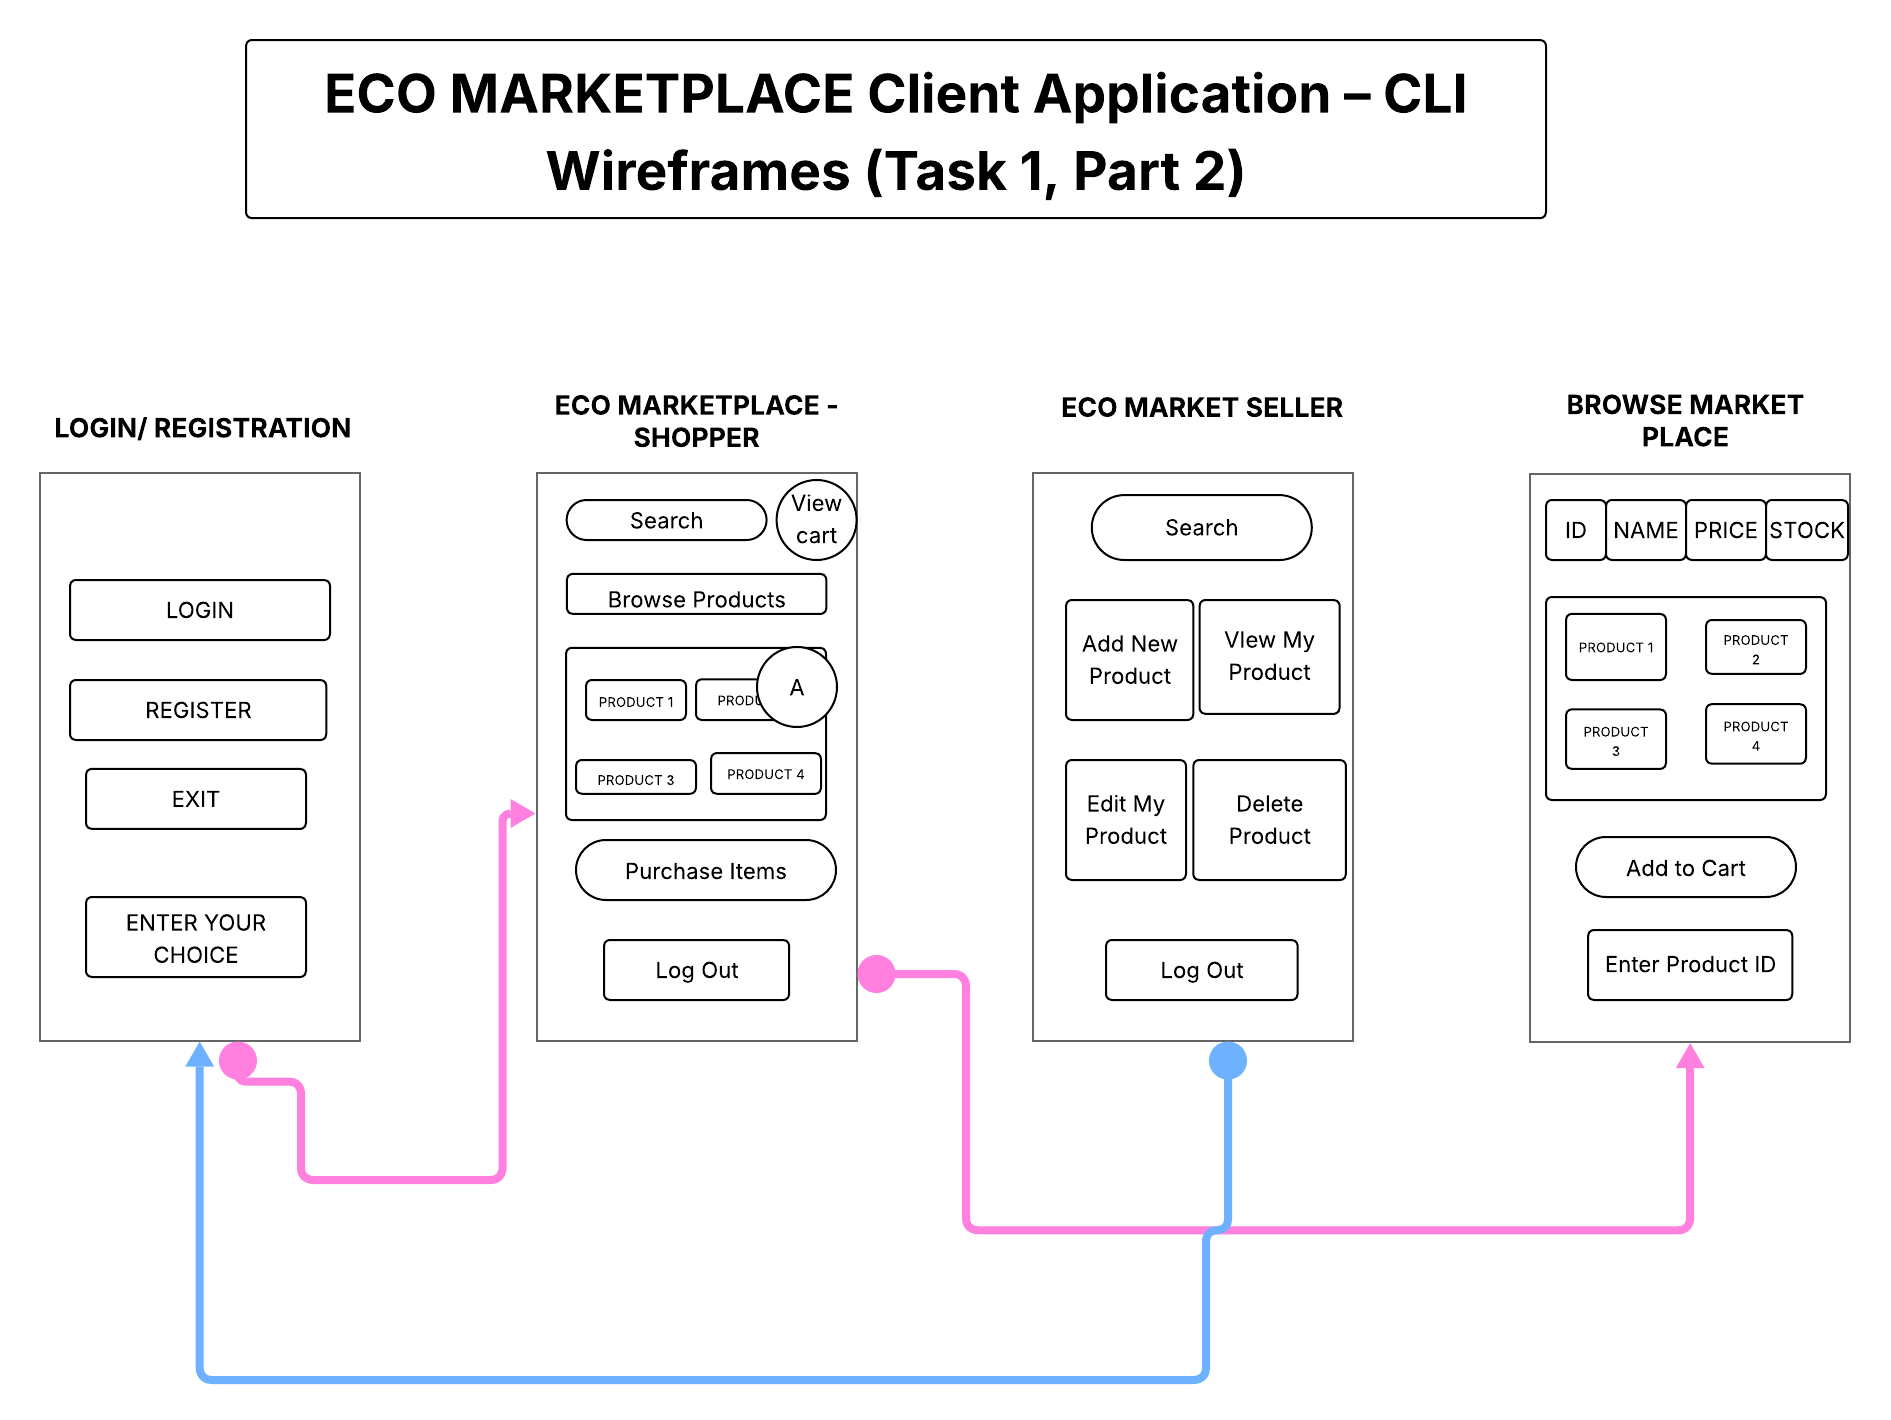 ECO MARKETPLACE Client Application – CLI
Wireframes (Task 1, Part 2)
LOGIN/ REGISTRATION
LOGIN
REGISTER
EXIT
ENTER YOUR
CHOICE
ECO MARKETPLACE -
SHOPPER
Search
View
cart
Browse Products
A
PRODUCT 1
PRODUCT 3
PRODUCT 4
Purchase Items
Log Out
ECO MARKET SELLER
Search
Add New
Product
VIew My
Product
Edit My
Product
Delete
Product
Log Out
BROWSE MARKET
PLACE
ID NAME PRICE STOCK
PRODUCT 1
PRODUCT
2
PRODUCT
3
PRODUCT
4
Add to Cart
Enter Product ID